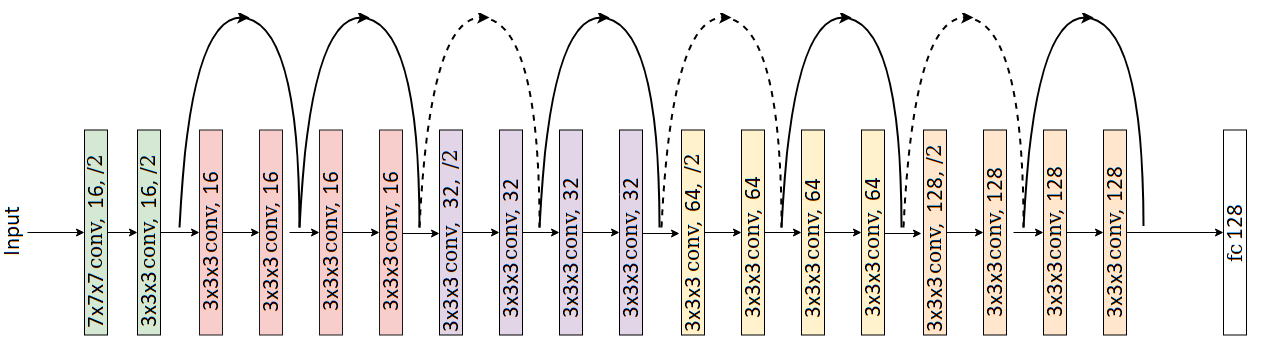 Input
7x7x7 conv, 16, /2
3x3x3 conv, 16, /2
3x3x3 conv, 16
3x3x3 conv, 16
3x3x3 conv, 16
3x3x3 conv, 16
3x3x3 conv, 32, /2
3x3x3 conv, 32
3x3x3 conv, 32
3x3x3 conv, 32
3x3x3 conv, 64, /2
3x3x3 conv, 64
3x3x3 conv, 64
3x3x3 conv, 64
3x3x3 conv, 128, /2
3x3x3 conv, 128
3x3x3 conv, 128
3x3x3 conv, 128
fc 128